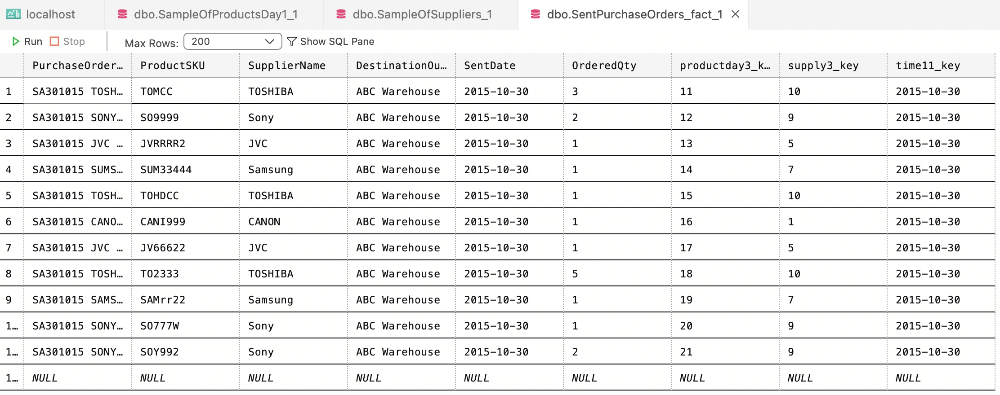 localhost dbo.SampleOfProductsDay1_1 dbo.SampleOfSuppliers_1 dbo.SentPurchaseOrders_fact_1
Run Stop Max Rows: 200 Show SQL Pane
PurchaseOrder… ProductSKU SupplierName DestinationOu… SentDate OrderedQty productday3_k… supply3_key time11_key
1 SA301015 TOSH… TOMCC TOSHIBA ABC Warehouse 2015-10-30 3 11 10 2015-10-30
2 SA301015 SONY… SO9999 Sony ABC Warehouse 2015-10-30 2 12 9 2015-10-30
3 SA301015 JVC … JVRRRR2 JVC ABC Warehouse 2015-10-30 1 13 5 2015-10-30
4 SA301015 SUMS… SUM33444 Samsung ABC Warehouse 2015-10-30 1 14 7 2015-10-30
5 SA301015 TOSH… TOHDCC TOSHIBA ABC Warehouse 2015-10-30 1 15 10 2015-10-30
6 SA301015 CANO… CANI999 CANON ABC Warehouse 2015-10-30 1 16 1 2015-10-30
7 SA301015 JVC … JV66622 JVC ABC Warehouse 2015-10-30 1 17 5 2015-10-30
8 SA301015 TOSH… TO2333 TOSHIBA ABC Warehouse 2015-10-30 5 18 10 2015-10-30
9 SA301015 SAMS… SAMrr22 Samsung ABC Warehouse 2015-10-30 1 19 7 2015-10-30
1… SA301015 SONY… SO777W Sony ABC Warehouse 2015-10-30 1 20 9 2015-10-30
1… SA301015 SONY… SOY992 Sony ABC Warehouse 2015-10-30 2 21 9 2015-10-30
1… NULL NULL NULL NULL NULL NULL NULL NULL NULL